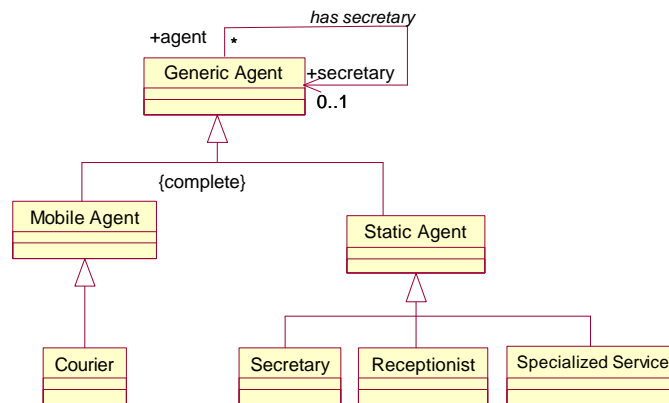 has secretary
+agent
*
Generic Agent
+secretary
0..1
{complete}
Mobile Agent
Static Agent
Courier
Secretary
Receptionist
Specialized Service